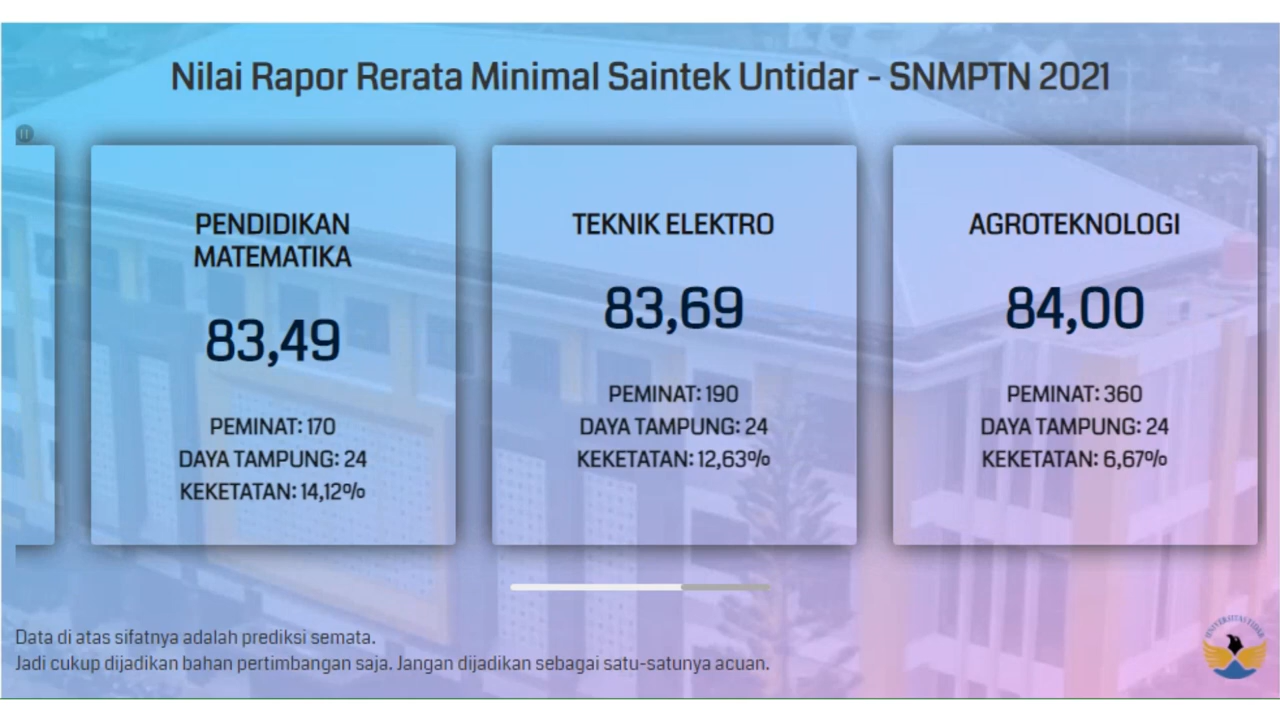 Nilai Rapor Rerata Minimal Saintek Untidar - SNMPTN 2021
PENDIDIKAN
MATEMATIKA
83,49
PEMINAT: 170
DAYA TAMPUNG: 24
KEKETATAN: 14,12%
TEKNIK ELEKTRO
83,69
PEMINAT: 190
DAYA TAMPUNG: 24
KEKETATAN: 12,63%
AGROTEKNOLOGI
84,00
PEMINAT: 360
DAYA TAMPUNG: 24
KEKETATAN: 6,67%
Data di atas sifatnya adalah prediksi semata.
Jadi cukup dijadikan bahan pertimbangan saja. Jangan dijadikan sebagai satu-satunya acuan.
UNIVERSITAS TIDAR